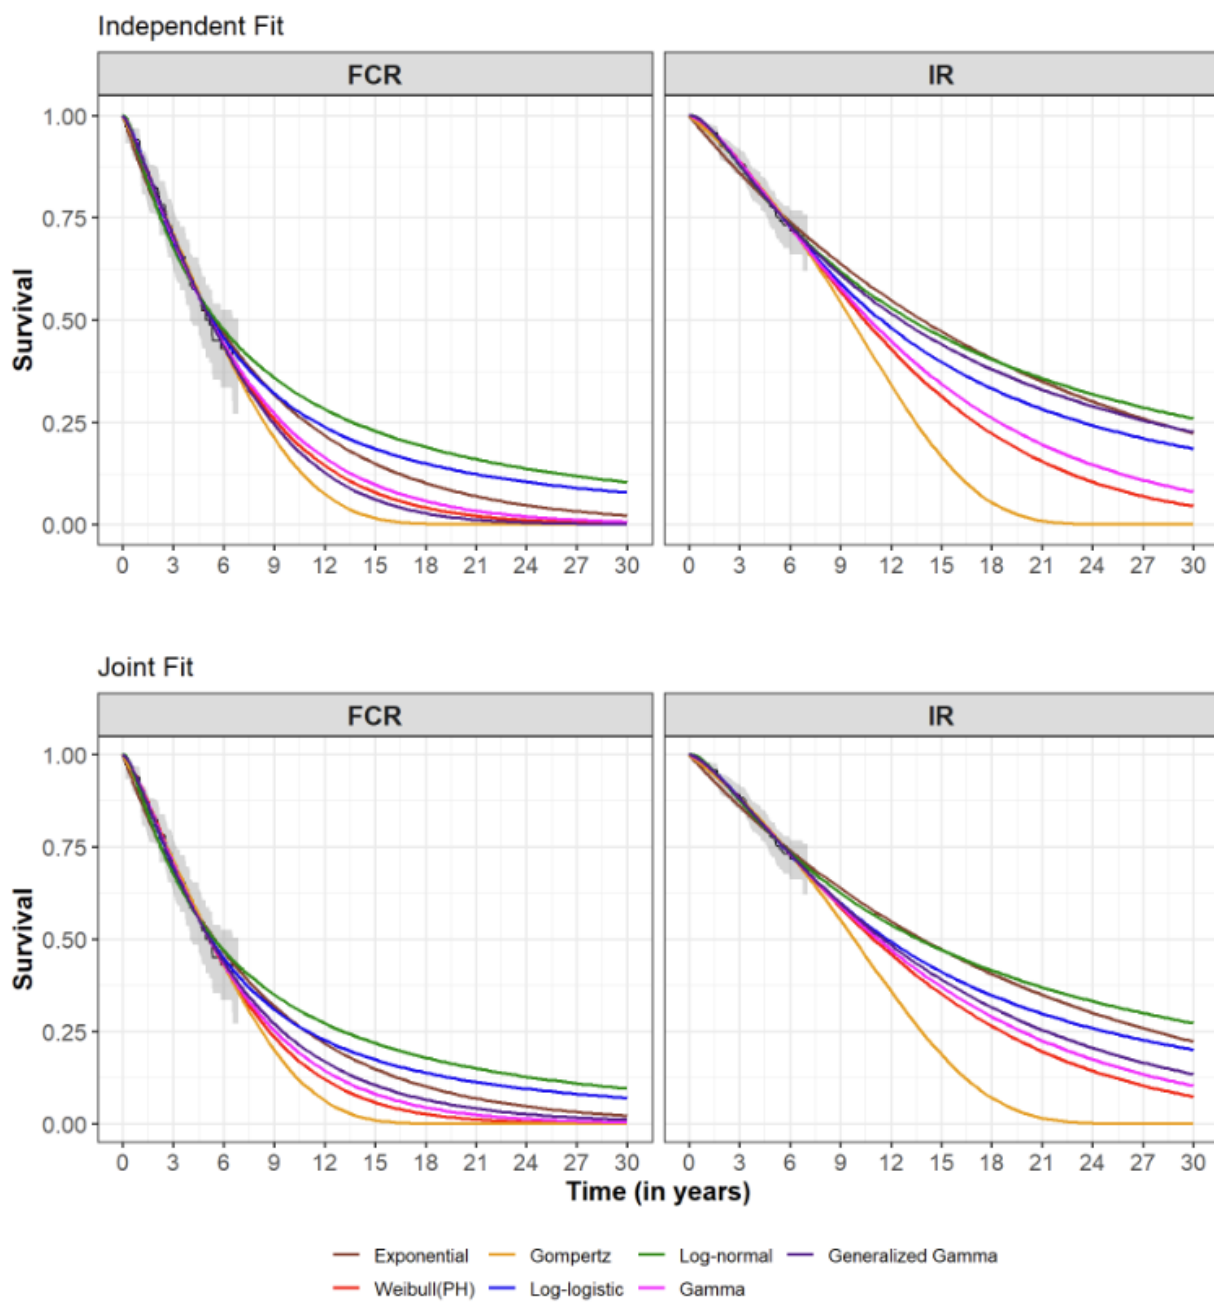 Independent Fit
FCR IR
1.00
0.75
0.50
0.25
0.00
Survival
0 3 6 9 12 15 18 21 24 27 30 0 3 6 9 12 15 18 21 24 27 30
Joint Fit
FCR IR
1.00
0.75
0.50
0.25
0.00
Survival
0 3 6 9 12 15 18 21 24 27 30 0 3 6 9 12 15 18 21 24 27 30
Time (in years)
Exponential Gompertz Log-normal Generalized Gamma
Weibull(PH) Log-logistic Gamma